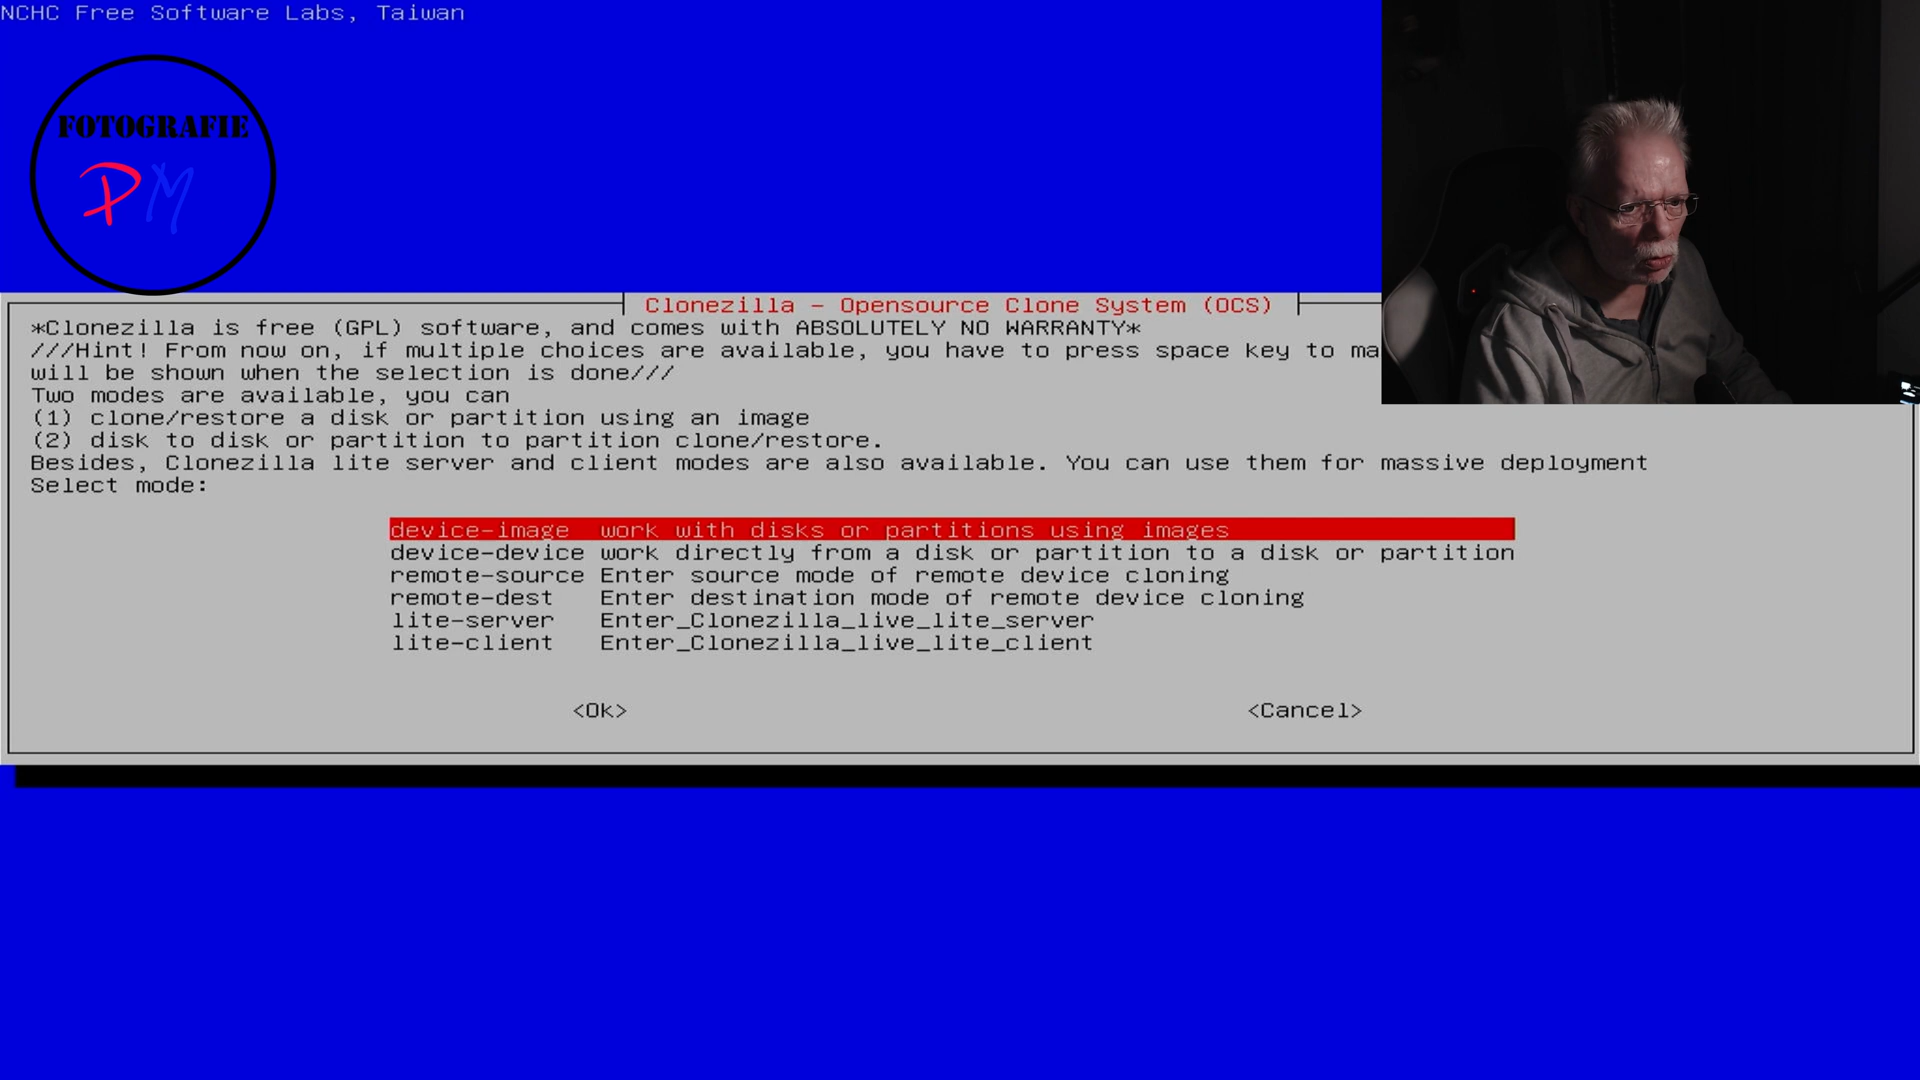 NCHC Free Software Labs, Taiwan
FOTOGRAFIE
PM
Clonezilla - Opensource Clone System (OCS)
*Clonezilla is free (GPL) software, and comes with ABSOLUTELY NO WARRANTY*
///Hint! From now on, if multiple choices are available, you have to press space key to ma
will be shown when the selection is done///
Two modes are available, you can
(1) clone/restore a disk or partition using an image
(2) disk to disk or partition to partition clone/restore.
Besides, Clonezilla lite server and client modes are also available. You can use them for massive deployment
Select mode:
device-image work with disks or partitions using images
device-device work directly from a disk or partition to a disk or partition
remote-source Enter source mode of remote device cloning
remote-dest Enter destination mode of remote device cloning
lite-server Enter_Clonezilla_live_lite_server
lite-client Enter_Clonezilla_live_lite_client
<Ok> <Cancel>